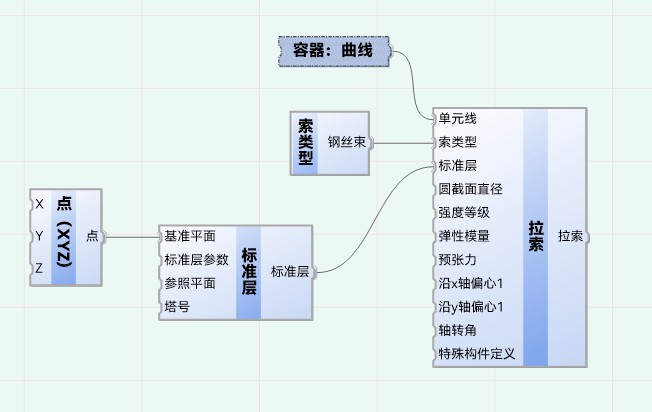 容器：曲线
索类型
钢丝束
X
Y
Z
点（XYZ）
点
基准平面
标准层参数
参照平面
塔号
标准层
标准层
单元线
索类型
标准层
圆截面直径
强度等级
弹性模量
预张力
沿x轴偏心1
沿y轴偏心1
轴转角
特殊构件定义
拉索
拉索